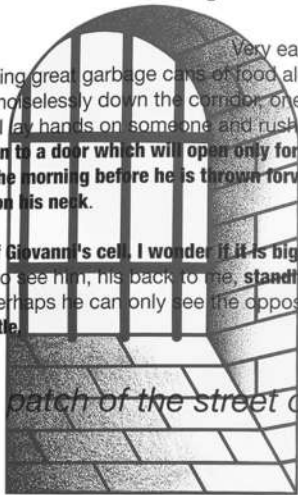 Very ea
ing great garbage cans of food al
noiselessly down the corridor, one
l lay hands on someone and rush
n to a door which will open only for
he morning before he is thrown forv
on his neck.
f Giovanni's cell. I wonder if it is big
o see him, his back to me, standi
erhaps he can only see the oppos
tle,
patch of the street o